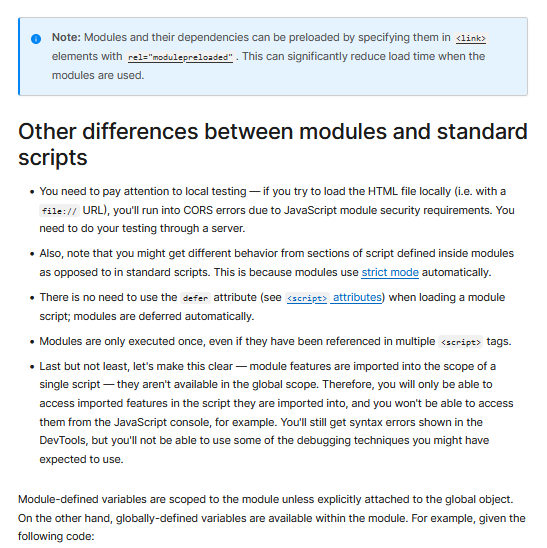 Note: Modules and their dependencies can be preloaded by specifying them in <link>
elements with rel="modulepreloaded" . This can significantly reduce load time when the
modules are used.
Other differences between modules and standard
scripts
• You need to pay attention to local testing — if you try to load the HTML file locally (i.e. with a
file:// URL), you'll run into CORS errors due to JavaScript module security requirements. You
need to do your testing through a server.
• Also, note that you might get different behavior from sections of script defined inside modules
as opposed to in standard scripts. This is because modules use strict mode automatically.
• There is no need to use the defer attribute (see <script> attributes) when loading a module
script; modules are deferred automatically.
• Modules are only executed once, even if they have been referenced in multiple <script> tags.
• Last but not least, let's make this clear — module features are imported into the scope of a
single script — they aren't available in the global scope. Therefore, you will only be able to
access imported features in the script they are imported into, and you won't be able to access
them from the JavaScript console, for example. You'll still get syntax errors shown in the
DevTools, but you'll not be able to use some of the debugging techniques you might have
expected to use.
Module-defined variables are scoped to the module unless explicitly attached to the global object.
On the other hand, globally-defined variables are available within the module. For example, given the
following code: